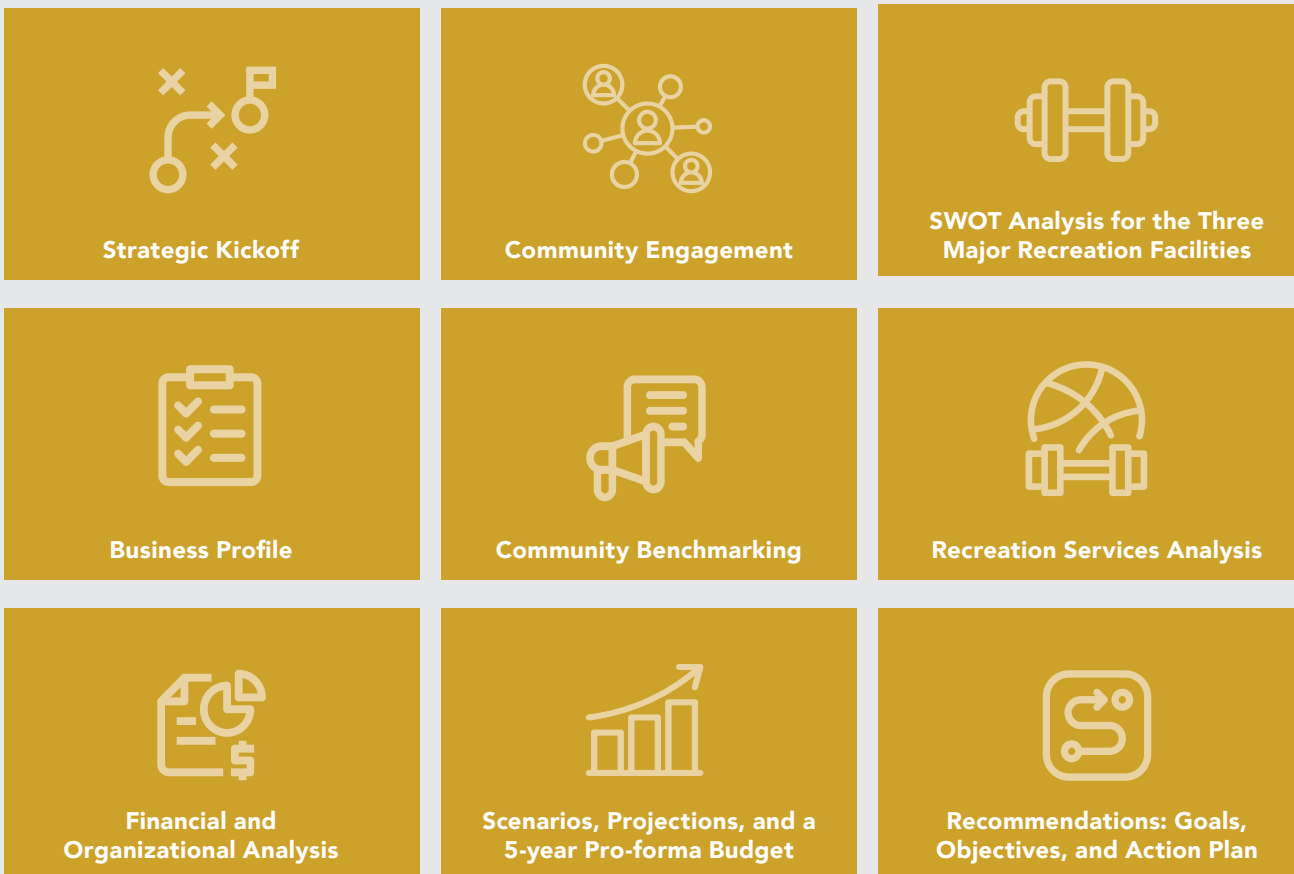 Strategic Kickoff
Community Engagement
SWOT Analysis for the Three
Major Recreation Facilities
Business Profile
Community Benchmarking
Recreation Services Analysis
Financial and
Organizational Analysis
Scenarios, Projections, and a
5-year Pro-forma Budget
Recommendations: Goals,
Objectives, and Action Plan